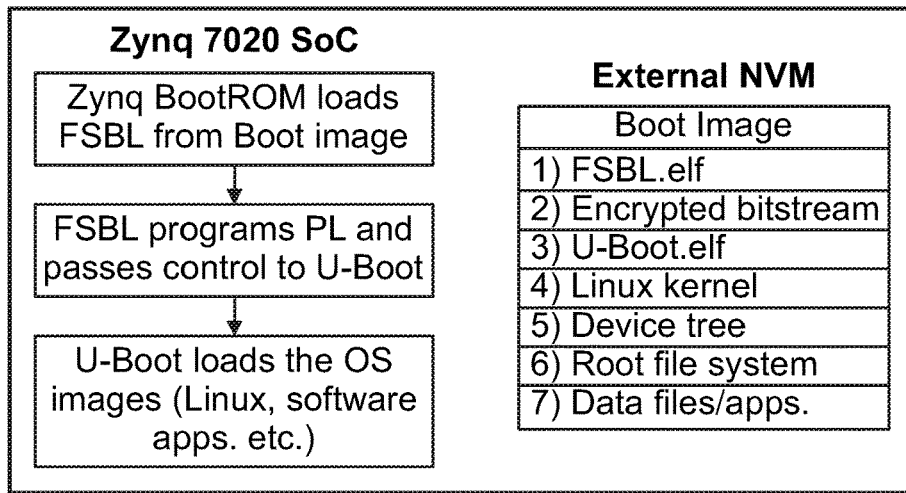 Zynq 7020 SoC
Zynq BootROM loads
FSBL from Boot image
FSBL programs PL and
passes control to U-Boot
U-Boot loads the OS
images (Linux, software
apps. etc.)
External NVM
Boot Image
1) FSBL.elf
2) Encrypted bitstream
3) U-Boot.elf
4) Linux kernel
5) Device tree
6) Root file system
7) Data files/apps.